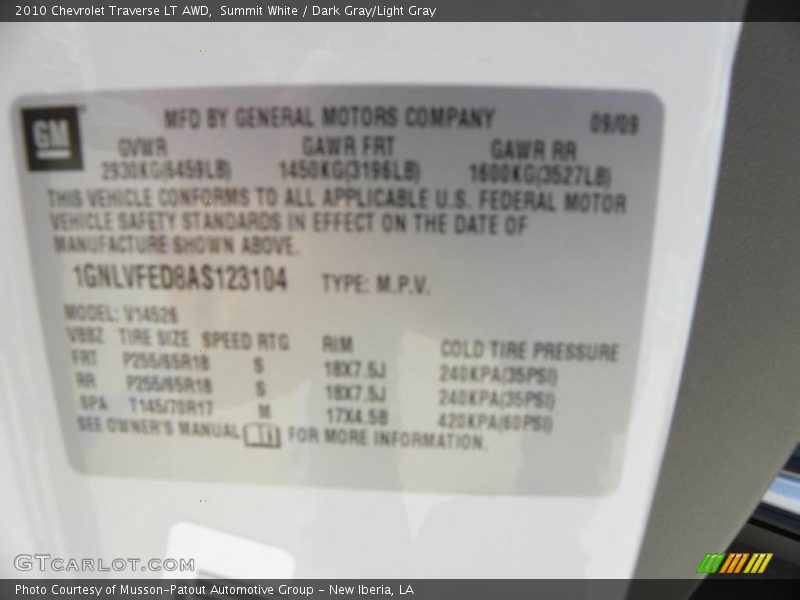 2010 Chevrolet Traverse LT AWD,  Summit White / Dark Gray/Light Gray
GM
MFD BY GENERAL MOTORS COMPANY 09/09
GVWR GAWR FRT GAWR RR
2930KG(6459LB) 1450KG(3196LB) 1600KG(3527LB)
THIS VEHICLE CONFORMS TO ALL APPLICABLE U.S. FEDERAL MOTOR
VEHICLE SAFETY STANDARDS IN EFFECT ON THE DATE OF
MANUFACTURE SHOWN ABOVE.
1GNLVFED8AS123104 TYPE: M.P.V.
MODEL: V14526
TIRE SIZE SPEED RTG RIM COLD TIRE PRESSURE
FRT P255/65R18 S 18X7.5J 240KPA(35PSI)
RR P255/65R18 S 18X7.5J 240KPA(35PSI)
SPA T145/70R17 M 17X4.5B 420KPA(60PSI)
SEE OWNER'S MANUAL FOR MORE INFORMATION.
GTCARLOT.COM
Photo Courtesy of Musson-Patout Automotive Group - New Iberia, LA